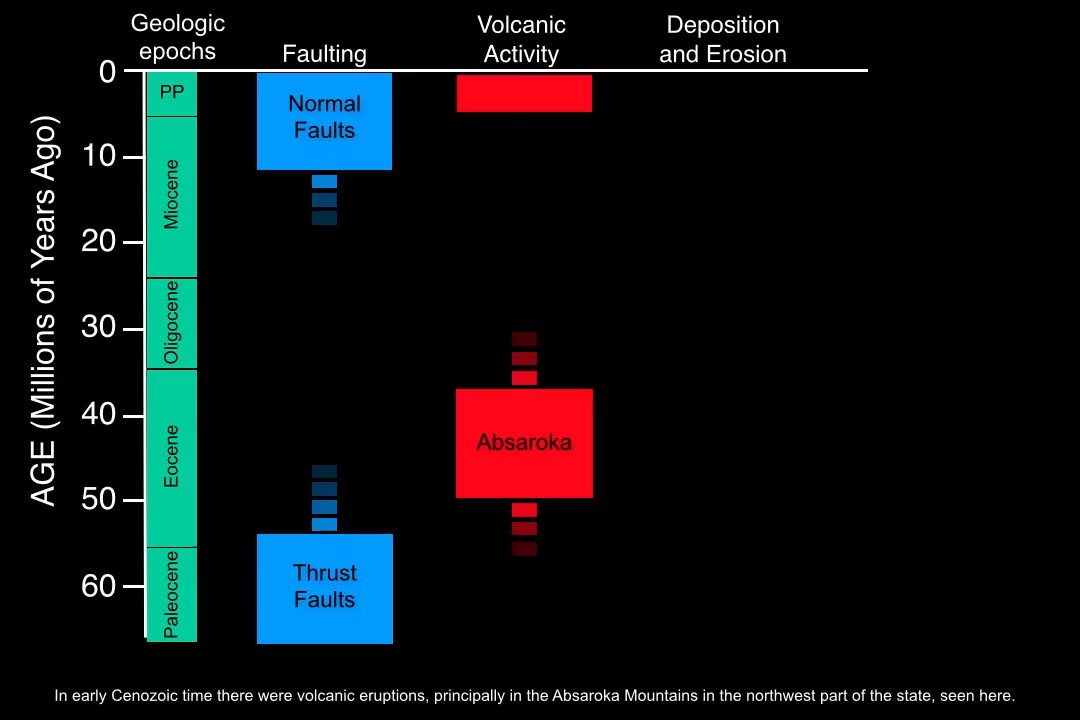 Geologic
epochs
Faulting
Volcanic
Activity
Deposition
and Erosion
AGE (Millions of Years Ago)
0
10
20
30
40
50
60
PP
Miocene
Oligocene
Eocene
Paleocene
Normal
Faults
Thrust
Faults
Absaroka
In early Cenozoic time there were volcanic eruptions, principally in the Absaroka Mountains in the northwest part of the state, seen here.